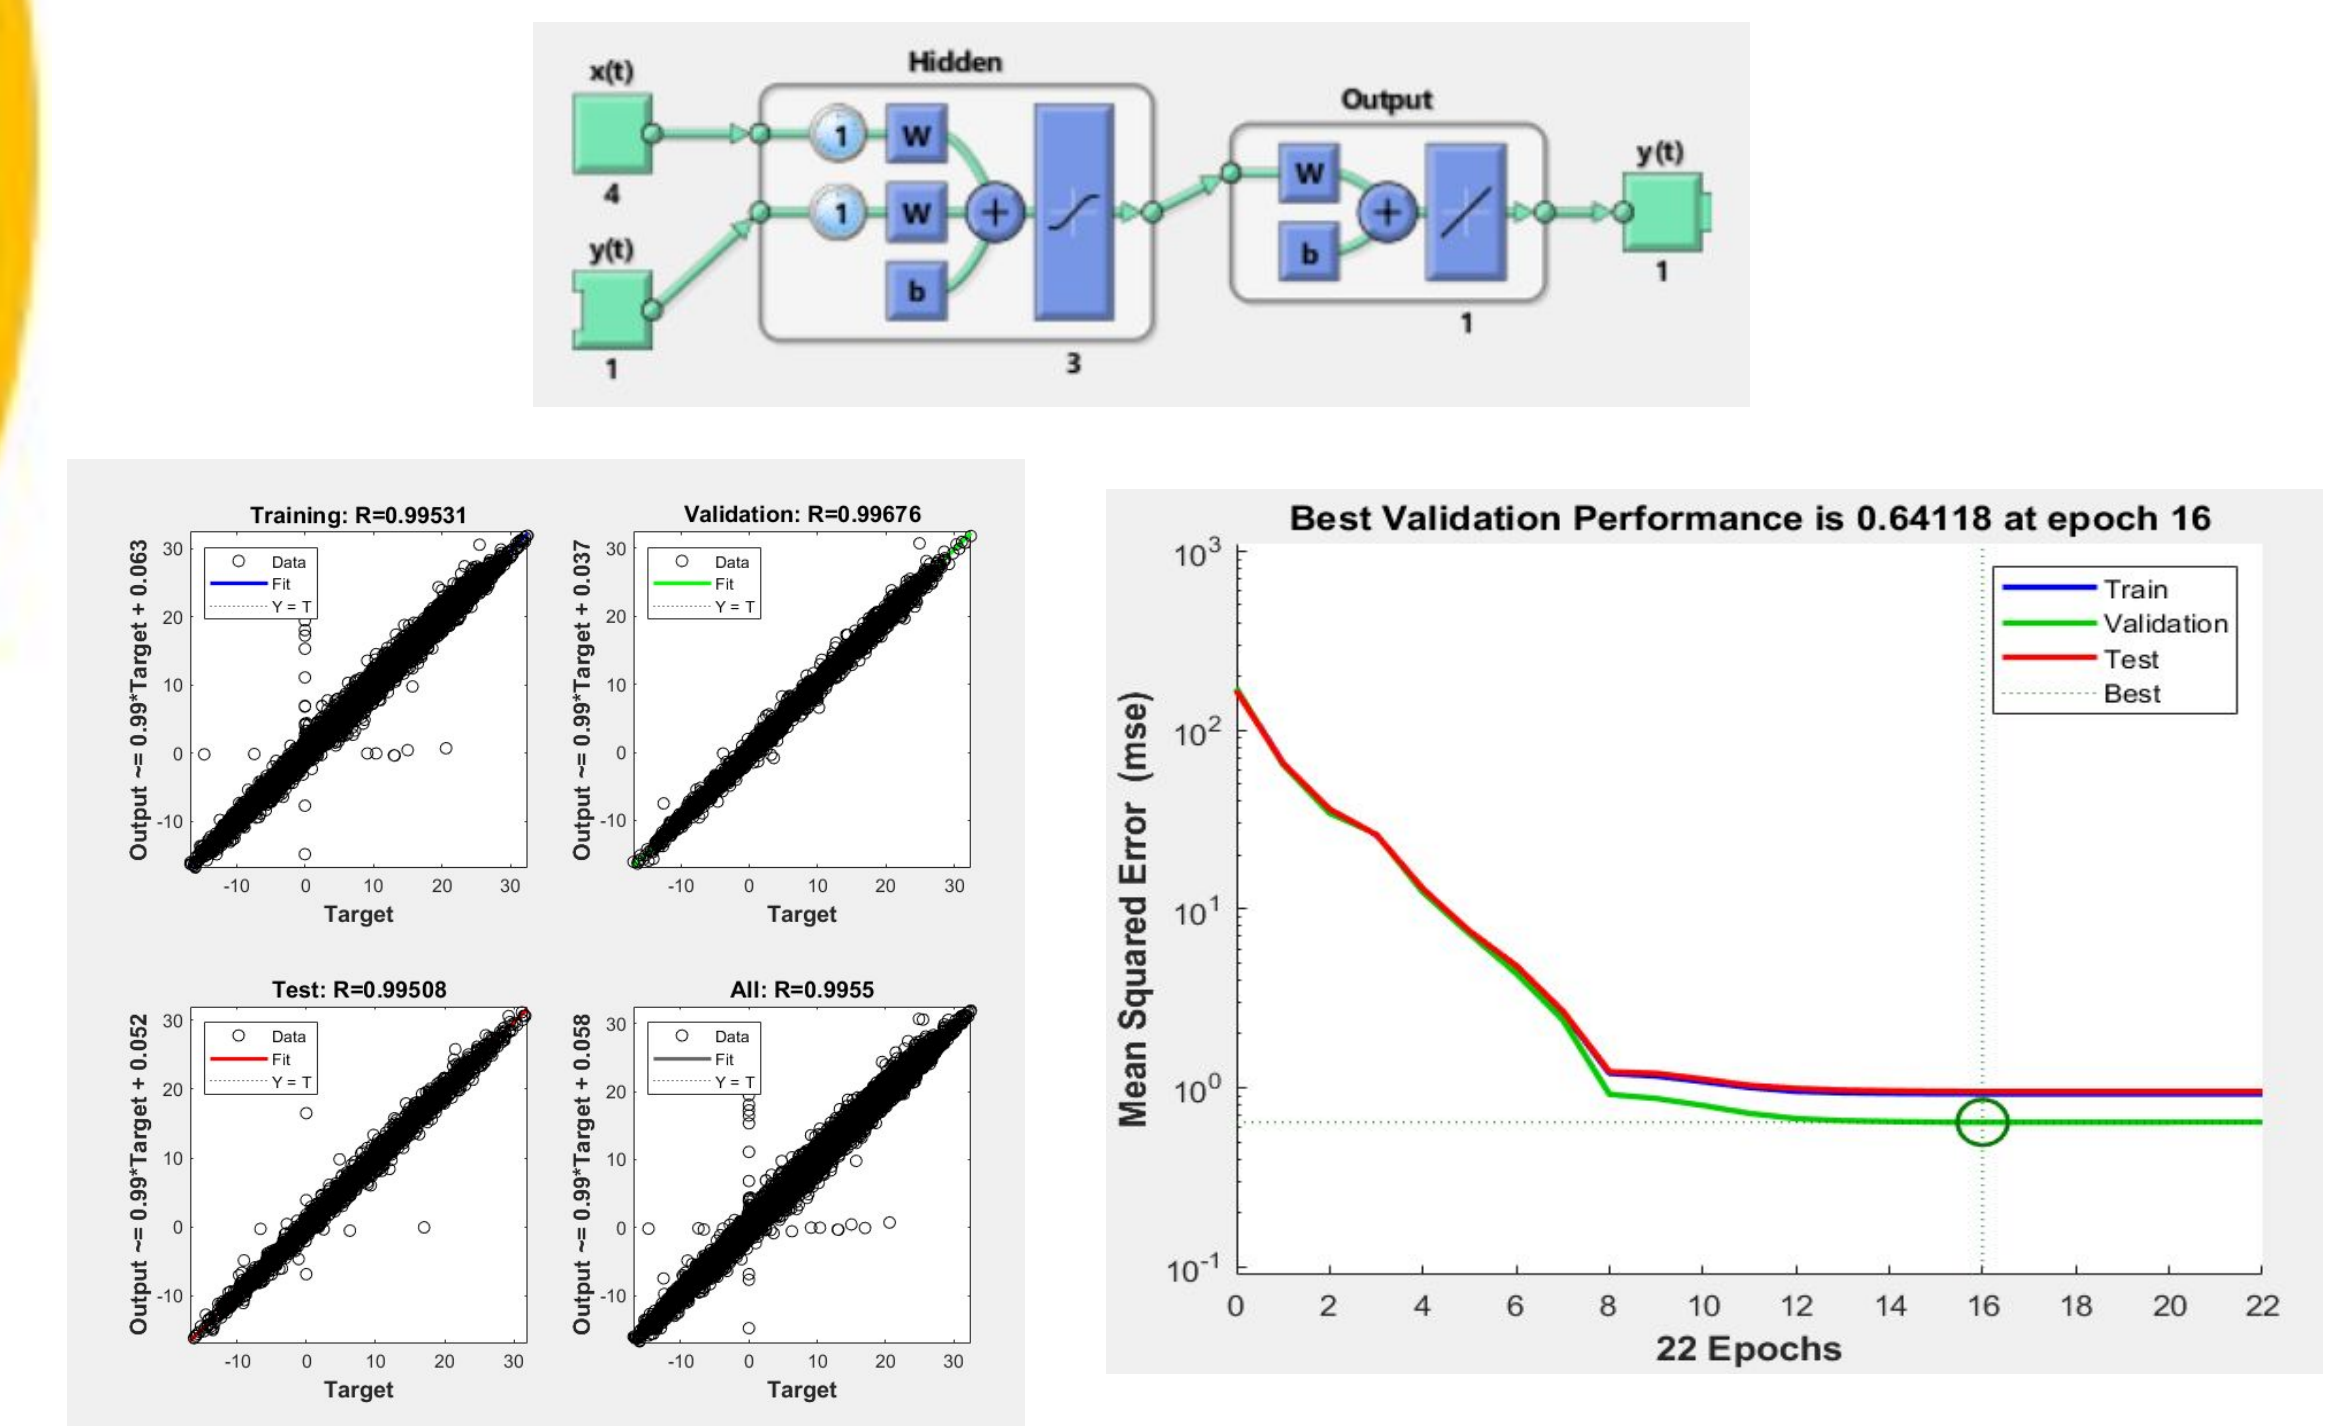 x(t)
4
y(t)
1
Hidden
1
W
1
W
b
3
Output
W
b
1
y(t)
1
Training: R=0.99531
Output ~= 0.99*Target + 0.063
Data
Fit
Y = T
30
20
10
0
-10
-10 0 10 20 30
Target
Validation: R=0.99676
Output ~= 0.99*Target + 0.037
Data
Fit
Y = T
30
20
10
0
-10
-10 0 10 20 30
Target
Test: R=0.99508
Output ~= 0.99*Target + 0.052
Data
Fit
Y = T
30
20
10
0
-10
-10 0 10 20 30
Target
All: R=0.9955
Output ~= 0.99*Target + 0.058
Data
Fit
Y = T
30
20
10
0
-10
-10 0 10 20 30
Target
Best Validation Performance is 0.64118 at epoch 16
Mean Squared Error (mse)
10^3
10^2
10^1
10^0
10^-1
Train
Validation
Test
Best
0 2 4 6 8 10 12 14 16 18 20 22
22 Epochs